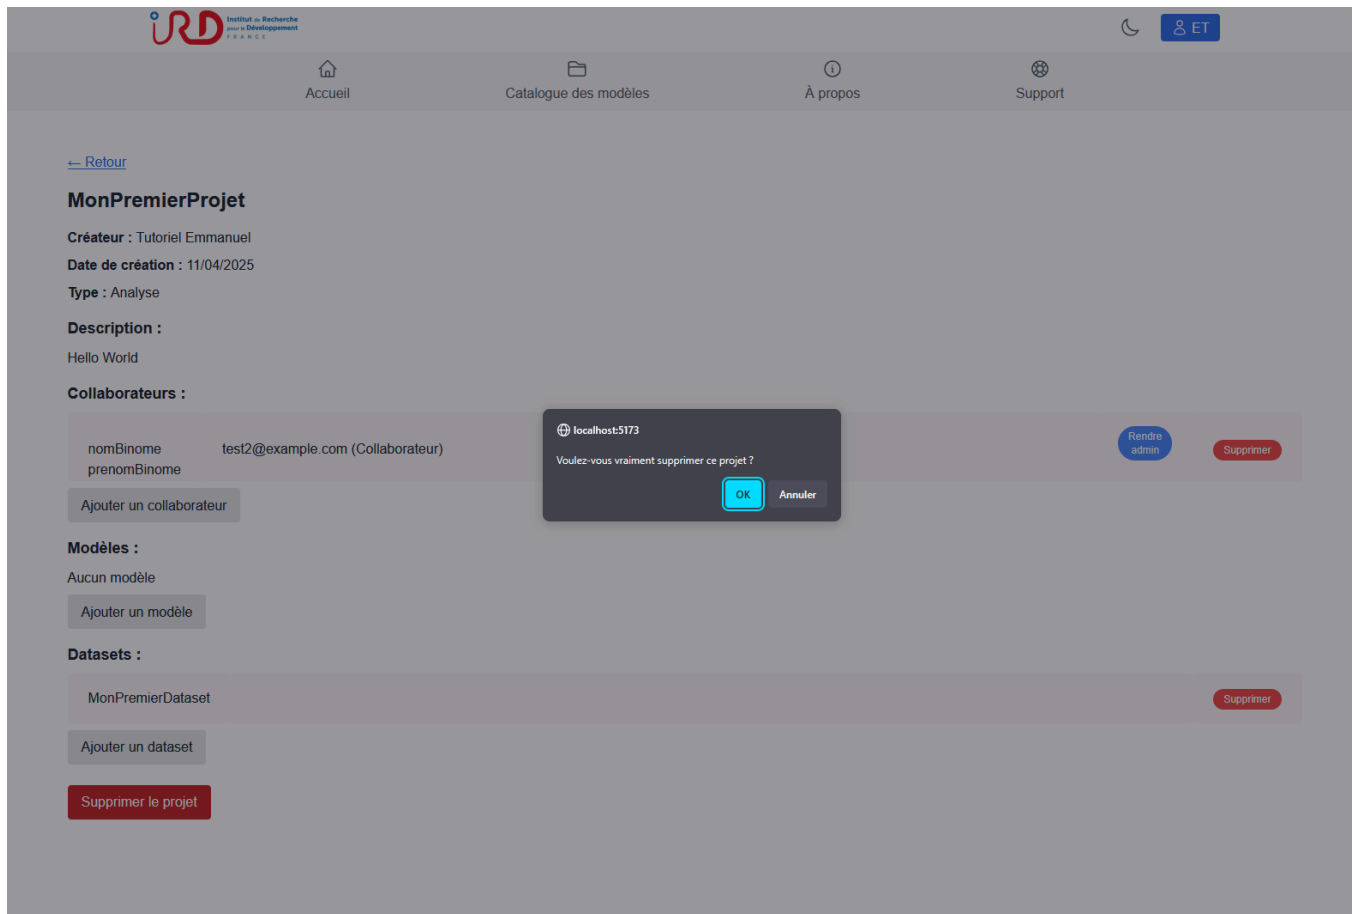 iRD Institut de Recherche
pour le Développement
FRANCE
ET
Accueil
Catalogue des modèles
À propos
Support
← Retour
MonPremierProjet
Créateur : Tutoriel Emmanuel
Date de création : 11/04/2025
Type : Analyse
Description :
Hello World
Collaborateurs :
nomBinome
prenomBinome
test2@example.com (Collaborateur)
Rendre
admin
Supprimer
Ajouter un collaborateur
localhost:5173
Voulez-vous vraiment supprimer ce projet ?
OK
Annuler
Modèles :
Aucun modèle
Ajouter un modèle
Datasets :
MonPremierDataset
Supprimer
Ajouter un dataset
Supprimer le projet